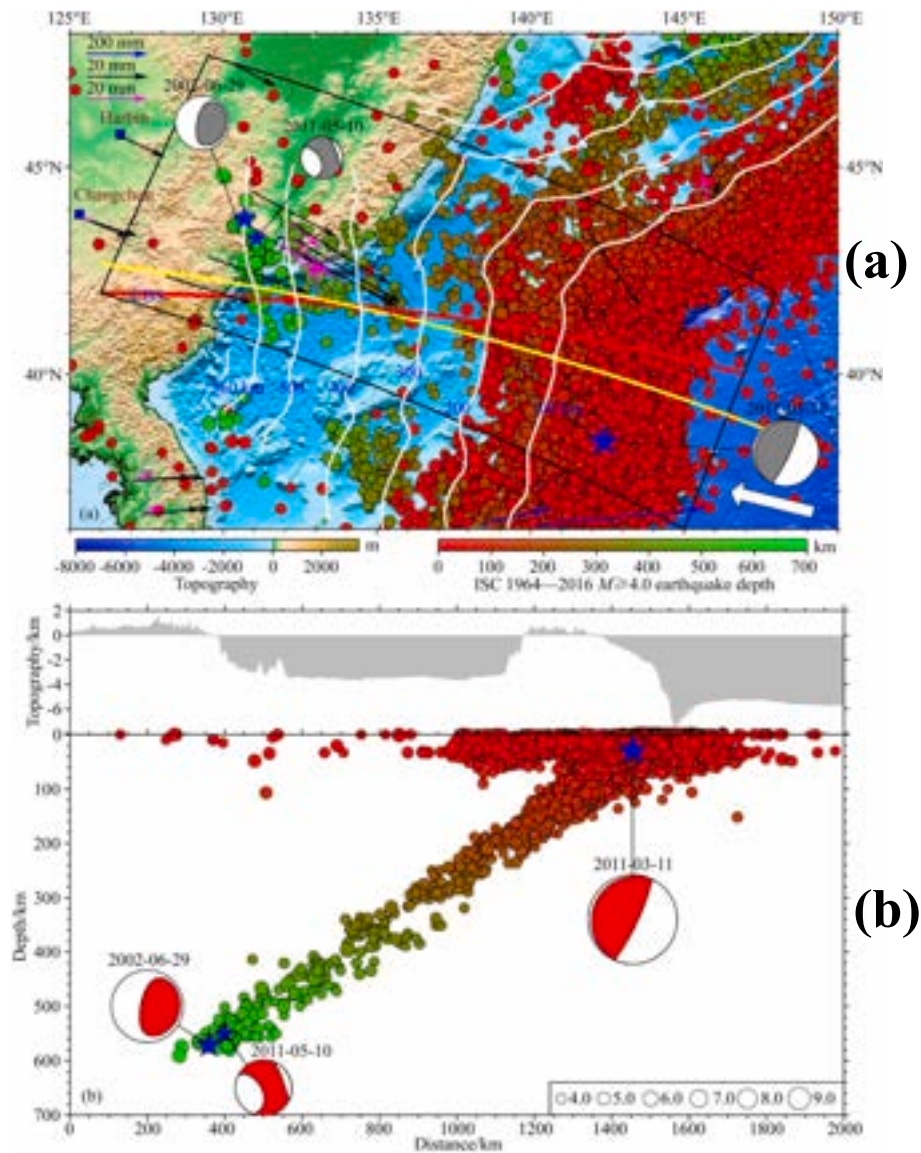 125°E 130°E 135°E 140°E 145°E 150°E
200 mm
20 mm
20 mm
2002-06-29
Harbin
45°N 45°N
Changchun
(a)
40°N 40°N
(a)
m km
-8000 -6000 -4000 -2000 0 2000 0 100 200 300 400 500 600 700
Topography ISC 1964—2016 M≥4.0 earthquake depth
2
0
-2
-4
-6
Topography/km
0
100
2011-03-11
200
300
(b)
Depth/km
400
2002-06-29
500
2011-05-10
600
(b) 4.0 5.0 6.0 7.0 8.0 9.0
700
0 200 400 600 800 1000 1200 1400 1600 1800 2000
Distance/km